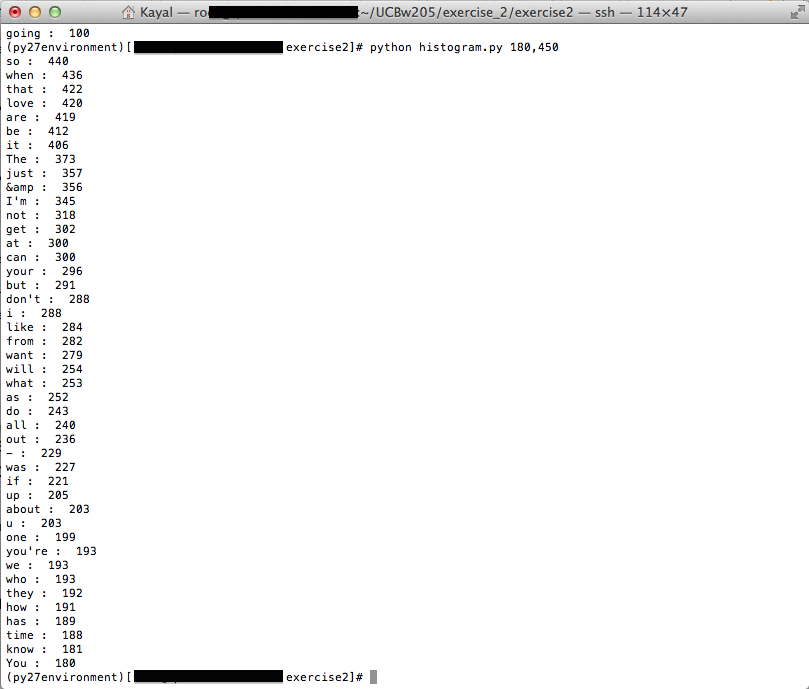 Kayal — ro :~/UCBw205/exercise_2/exercise2 — ssh — 114×47
going :  100
(py27environment)[ exercise2]# python histogram.py 180,450
so :  440
when :  436
that :  422
love :  420
are :  419
be :  412
it :  406
The :  373
just :  357
&amp :  356
I'm :  345
not :  318
get :  302
at :  300
can :  300
your :  296
but :  291
don't :  288
i :  288
like :  284
from :  282
want :  279
will :  254
what :  253
as :  252
do :  243
all :  240
out :  236
- :  229
was :  227
if :  221
up :  205
about :  203
u :  203
one :  199
you're :  193
we :  193
who :  193
they :  192
how :  191
has :  189
time :  188
know :  181
You :  180
(py27environment)[ exercise2]#